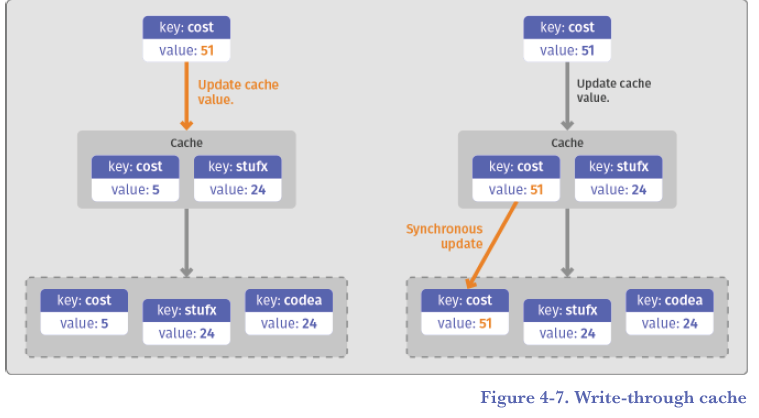 key: cost
value: 51
Update cache
value.
Cache
key: cost
value: 5
key: stufx
value: 24
key: cost
value: 5
key: stufx
value: 24
key: codea
value: 24
key: cost
value: 51
Update cache
value.
Cache
key: cost
value: 51
key: stufx
value: 24
Synchronous
update
key: cost
value: 51
key: stufx
value: 24
key: codea
value: 24
Figure 4-7. Write-through cache